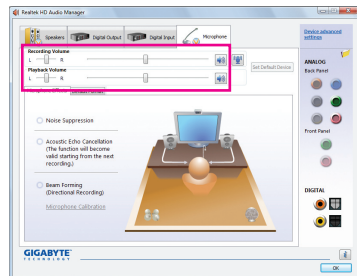 Realtek HD Audio Manager
Speakers
Digital Output
Digital Input
Microphone
Device advanced
settings
Recording Volume
L
R
Set Default Device
Playback Volume
L
R
ANALOG
Back Panel
Noise Suppression
Acoustic Echo Cancellation
(The function will become
valid starting from the next
recording.)
Front Panel
Beam Forming
(Directional Recording)
Microphone Calibration
DIGITAL
GIGABYTE
TECHNOLOGY
i
OK